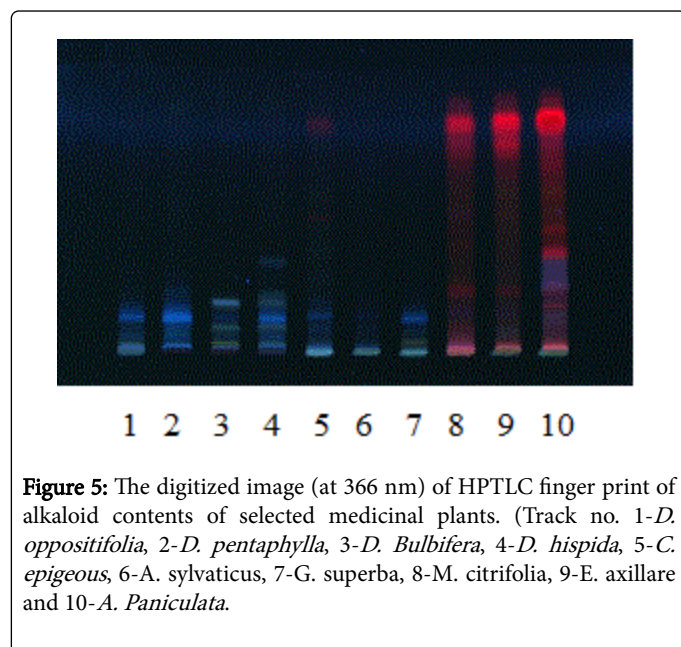 1 2 3 4 5 6 7 8 9 10
Figure 5: The digitized image (at 366 nm) of HPTLC finger print of
alkaloid contents of selected medicinal plants. (Track no. 1-D.
oppositifolia, 2-D. pentaphylla, 3-D. Bulbifera, 4-D. hispida, 5-C.
epigeous, 6-A. sylvaticus, 7-G. superba, 8-M. citrifolia, 9-E. axillare
and 10-A. Paniculata.